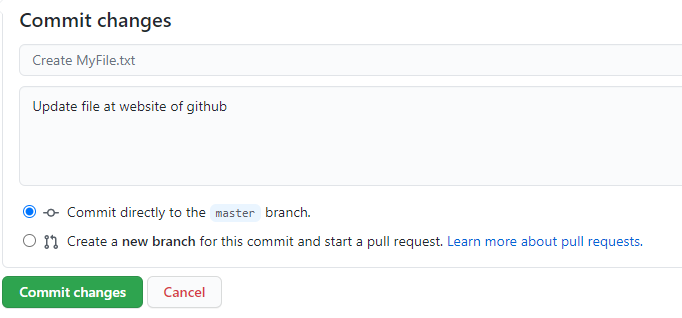 Commit changes
Create MyFile.txt
Update file at website of github
Commit directly to the master branch.
Create a new branch for this commit and start a pull request. Learn more about pull requests.
Commit changes Cancel